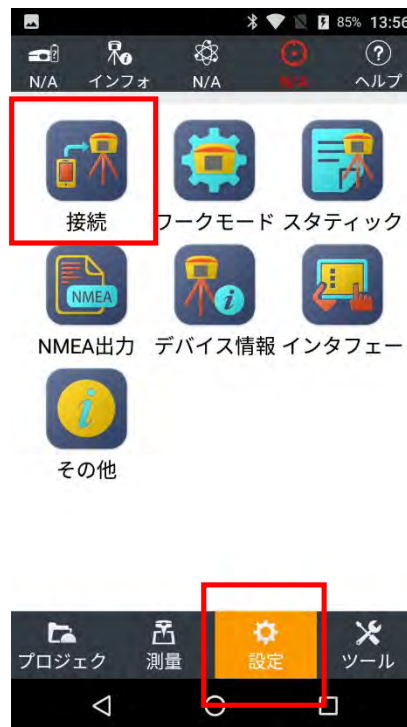 85% 13:56
N/A インフォ N/A N/A ヘルプ
接続 ワークモード スタティック
NMEA
NMEA出力 デバイス情報 インタフェー
その他
プロジェク 測量 設定 ツール